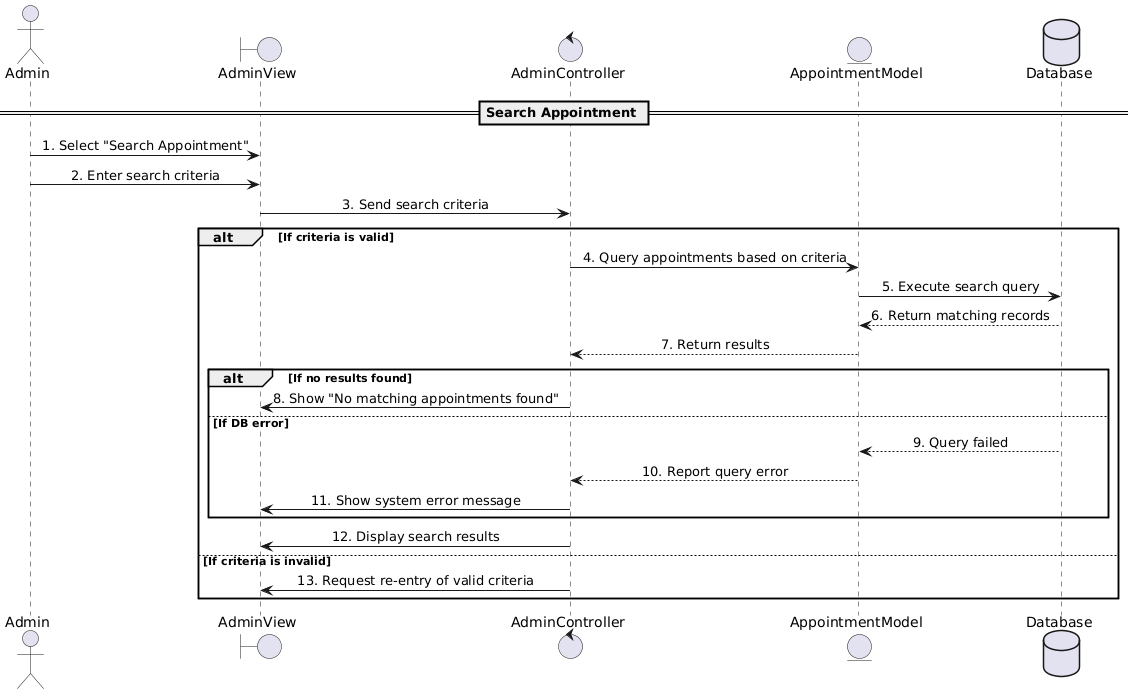 Admin AdminView AdminController AppointmentModel Database
Search Appointment
1. Select "Search Appointment"
2. Enter search criteria
3. Send search criteria
alt [If criteria is valid]
4. Query appointments based on criteria
5. Execute search query
6. Return matching records
7. Return results
alt [If no results found]
8. Show "No matching appointments found"
[If DB error]
9. Query failed
10. Report query error
11. Show system error message
12. Display search results
[If criteria is invalid]
13. Request re-entry of valid criteria
Admin AdminView AdminController AppointmentModel Database